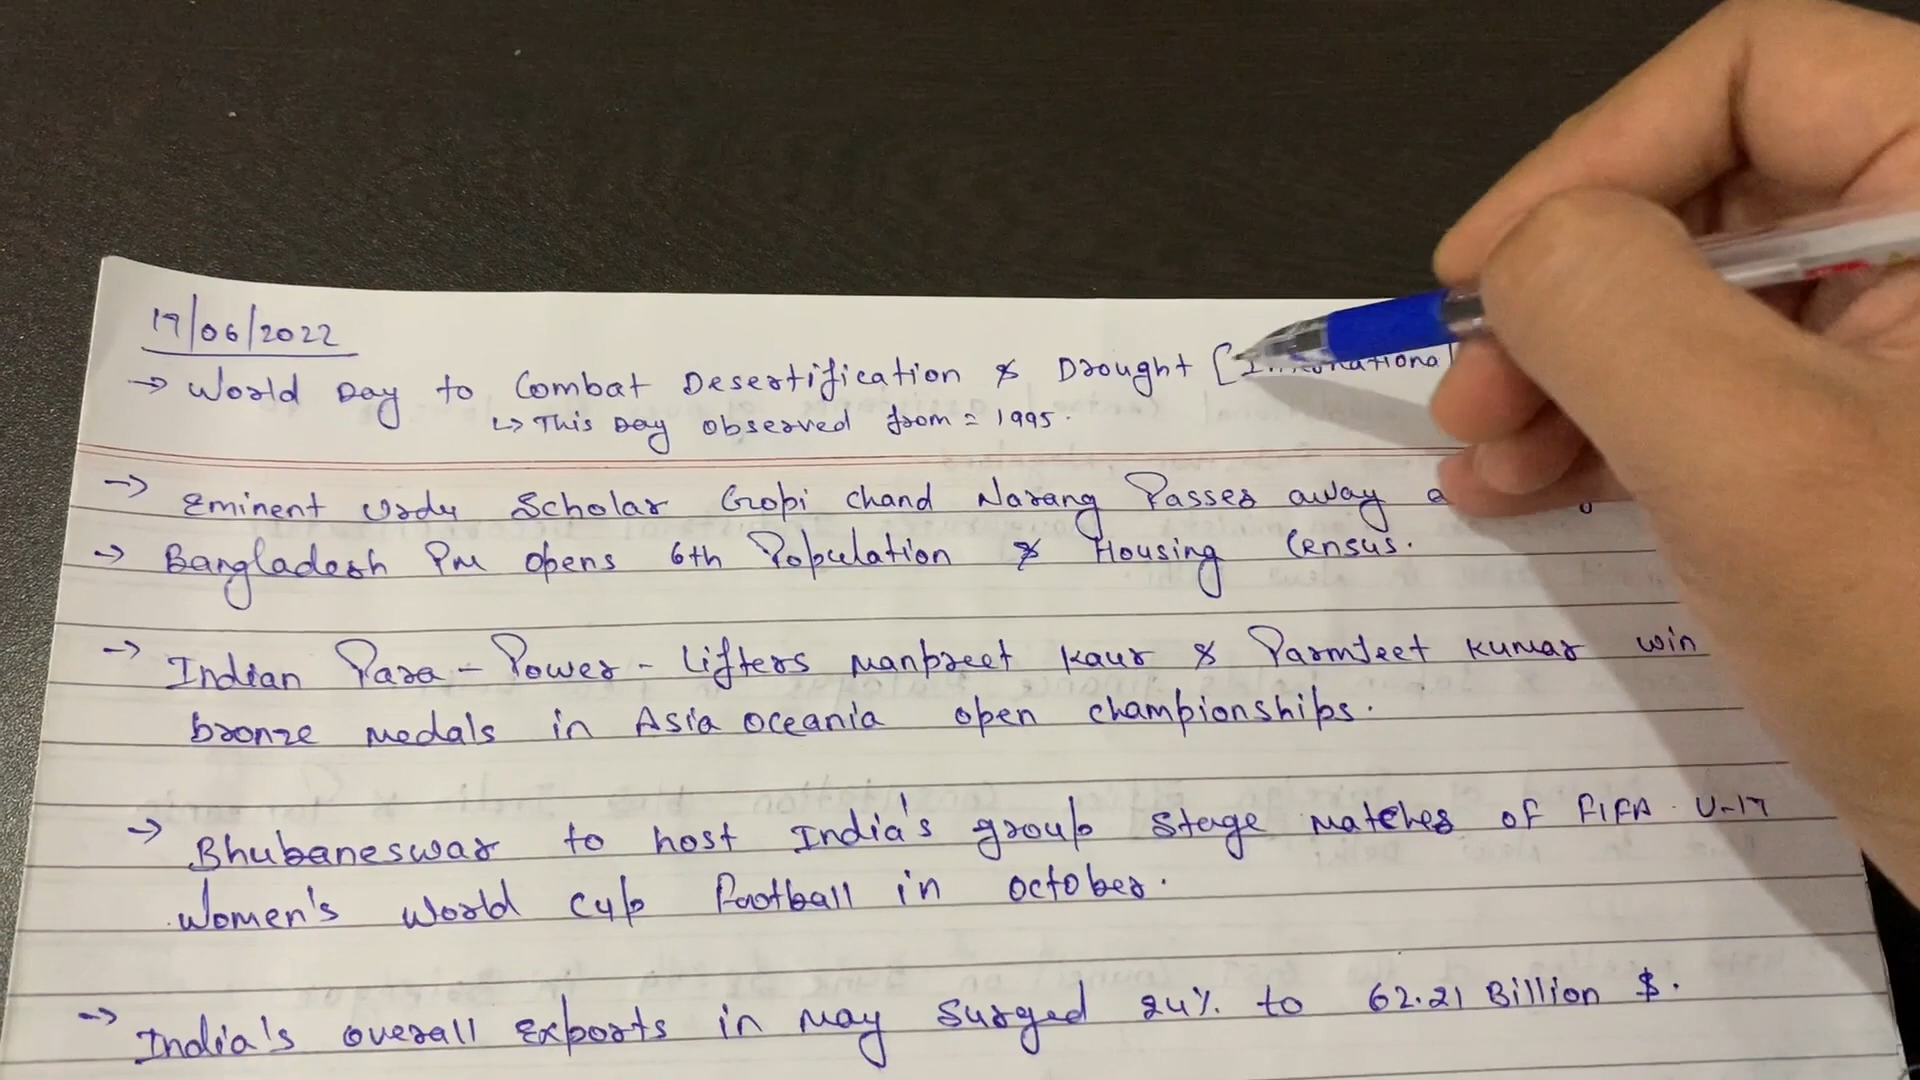 17/06/2022
→ World Day to Combat Desertification & Drought [International
↳ This Day observed from = 1995.
→ Eminent Urdu Scholar Gopi Chand Narang Passes away
→ Bangladesh PM opens 6th Population & Housing Census.
→ Indian Para-Power-Lifters Manpreet Kaur & Parmjeet Kumar win
bronze medals in Asia oceania open championships.
→ Bhubaneswar to host India's group stage matches of FIFA U-17
Women's World Cup Football in October.
→ India's overall Exports in May Surged 24% to 62.21 Billion $.